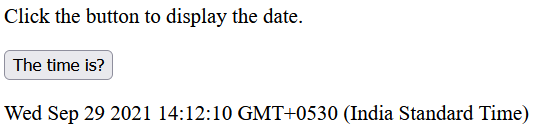 Click the button to display the date.
The time is?
Wed Sep 29 2021 14:12:10 GMT+0530 (India Standard Time)